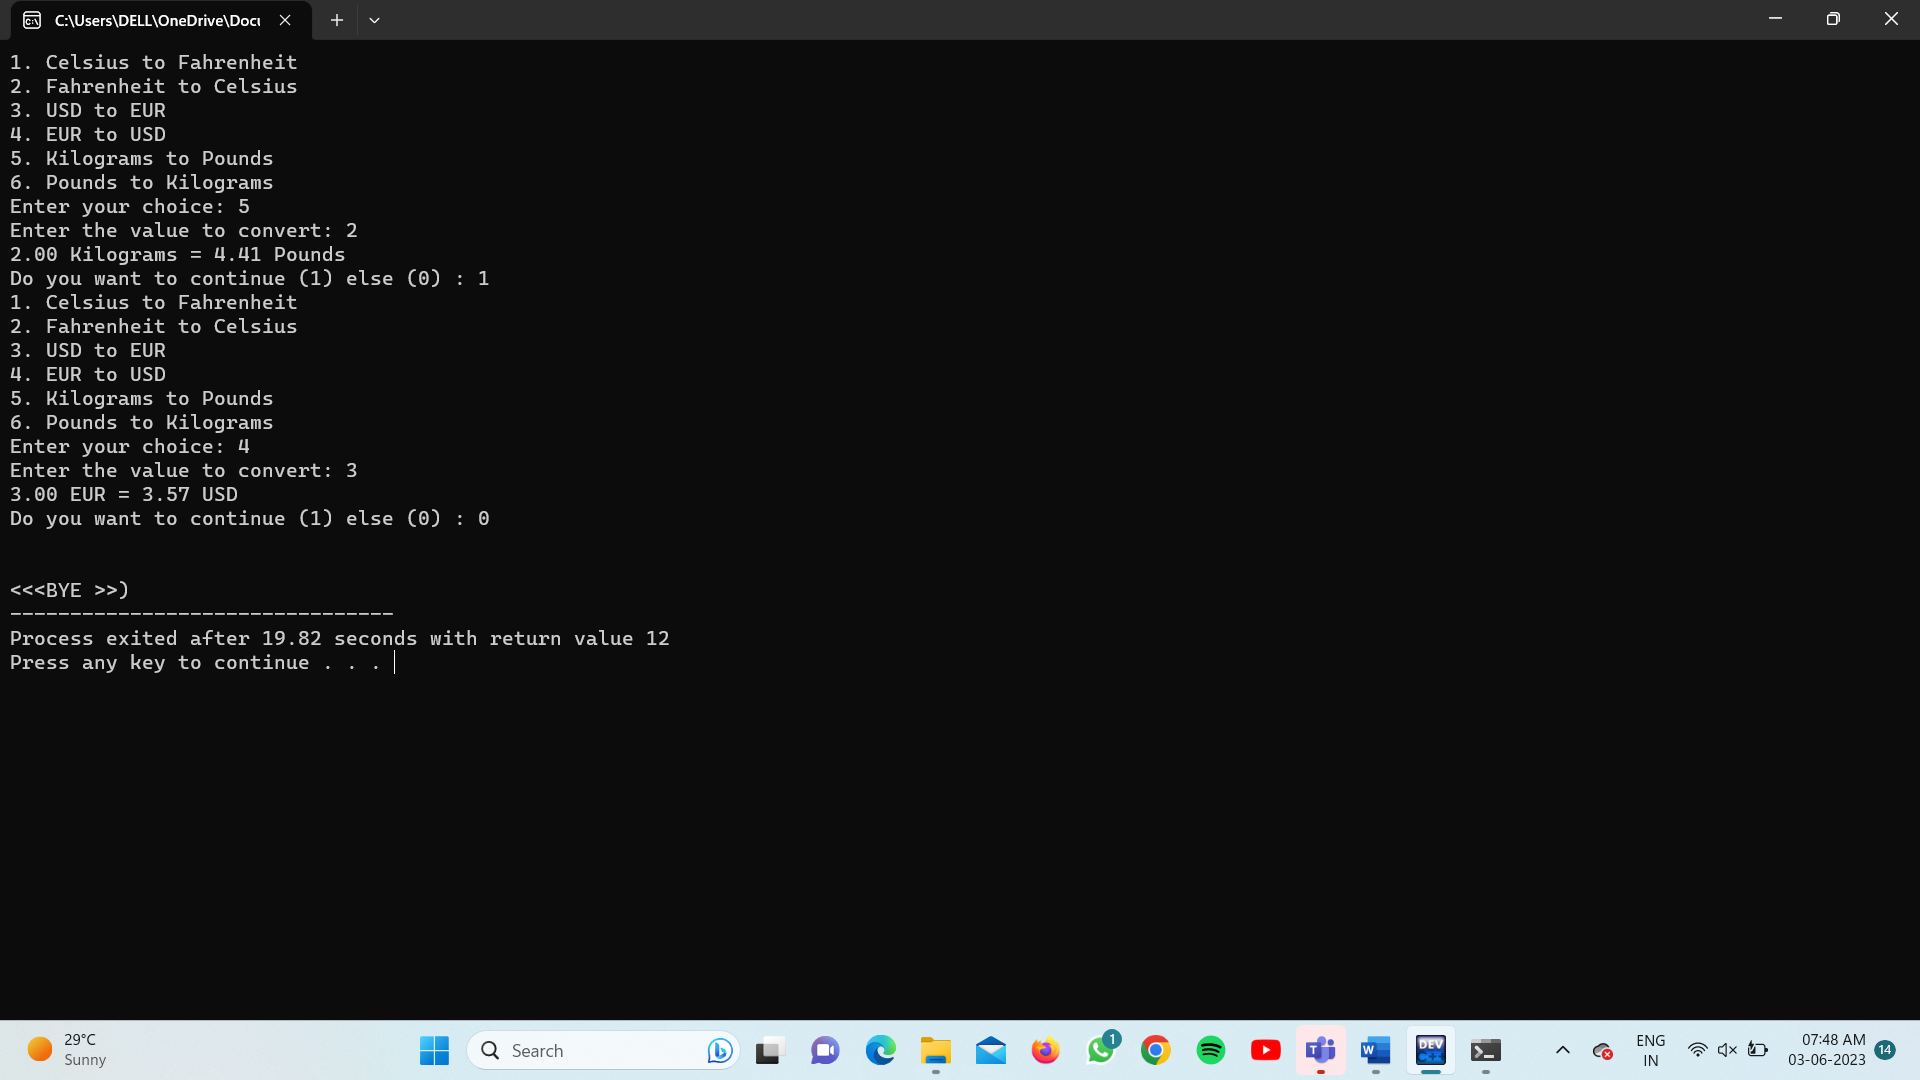 C:\Users\DELL\OneDrive\Docu
1. Celsius to Fahrenheit
2. Fahrenheit to Celsius
3. USD to EUR
4. EUR to USD
5. Kilograms to Pounds
6. Pounds to Kilograms
Enter your choice: 5
Enter the value to convert: 2
2.00 Kilograms = 4.41 Pounds
Do you want to continue (1) else (0) : 1
1. Celsius to Fahrenheit
2. Fahrenheit to Celsius
3. USD to EUR
4. EUR to USD
5. Kilograms to Pounds
6. Pounds to Kilograms
Enter your choice: 4
Enter the value to convert: 3
3.00 EUR = 3.57 USD
Do you want to continue (1) else (0) : 0
<<<BYE >>)
--------------------------------
Process exited after 19.82 seconds with return value 12
Press any key to continue . . .
29°C
Sunny
Search
1
DEV
C++
ENG
IN
07:48 AM
03-06-2023
14